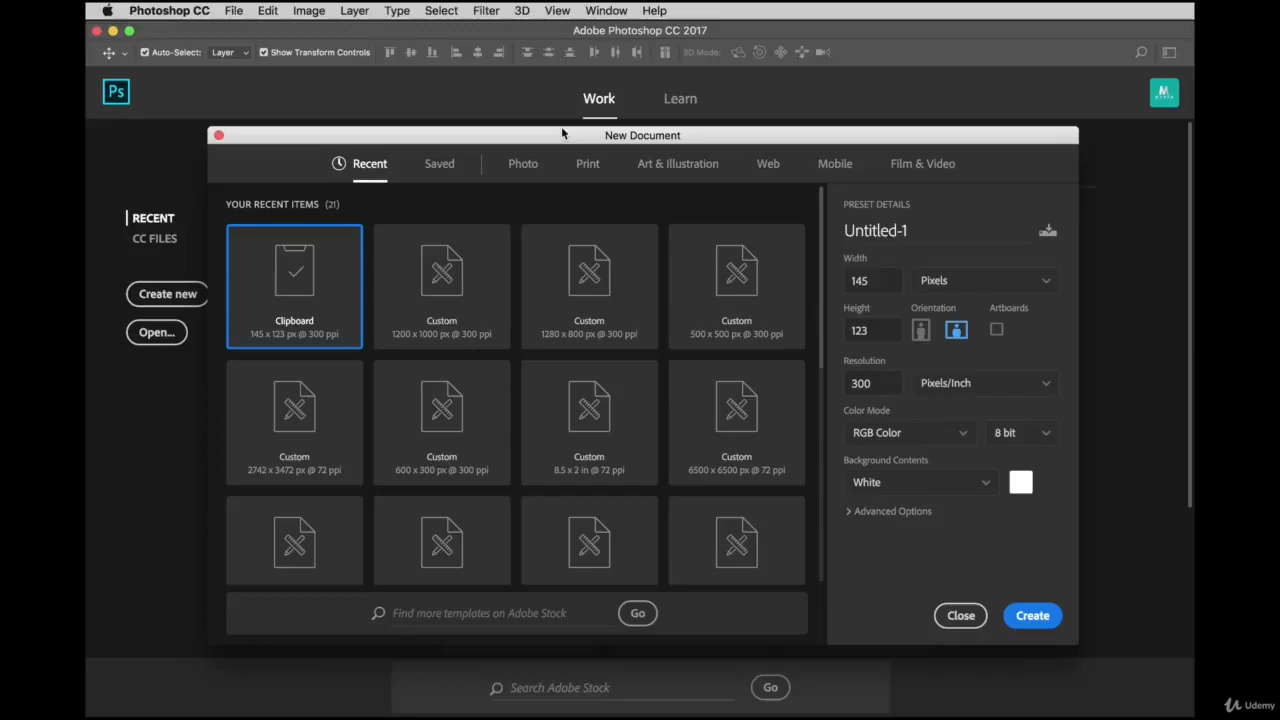 Photoshop CC File Edit Image Layer Type Select Filter 3D View Window Help
Adobe Photoshop CC 2017
Auto-Select: Layer Show Transform Controls 3D Mode:
Ps
Work Learn
M
New Document
Recent Saved Photo Print Art & Illustration Web Mobile Film & Video
RECENT
CC FILES
Create new
Open...
YOUR RECENT ITEMS (21)
Clipboard
145 x 123 px @ 300 ppi
Custom
1200 x 1000 px @ 300 ppi
Custom
1280 x 800 px @ 300 ppi
Custom
500 x 500 px @ 300 ppi
Custom
2742 x 3472 px @ 72 ppi
Custom
600 x 300 px @ 300 ppi
Custom
8.5 x 2 in @ 72 ppi
Custom
6500 x 6500 px @ 72 ppi
Find more templates on Adobe Stock Go
PRESET DETAILS
Untitled-1
Width
145 Pixels
Height Orientation Artboards
123
Resolution
300 Pixels/Inch
Color Mode
RGB Color 8 bit
Background Contents
White
Advanced Options
Close Create
Search Adobe Stock Go
Udemy